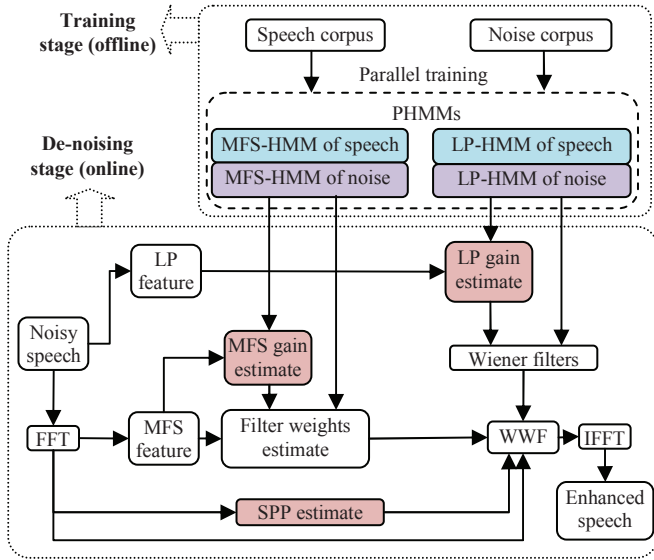 Training
stage (offline)
Speech corpus
Noise corpus
Parallel training
PHMMs
MFS-HMM of speech
MFS-HMM of noise
LP-HMM of speech
LP-HMM of noise
De-noising
stage (online)
LP
feature
LP gain
estimate
Noisy
speech
MFS gain
estimate
Wiener filters
FFT
MFS
feature
Filter weights
estimate
WWF
IFFT
SPP estimate
Enhanced
speech